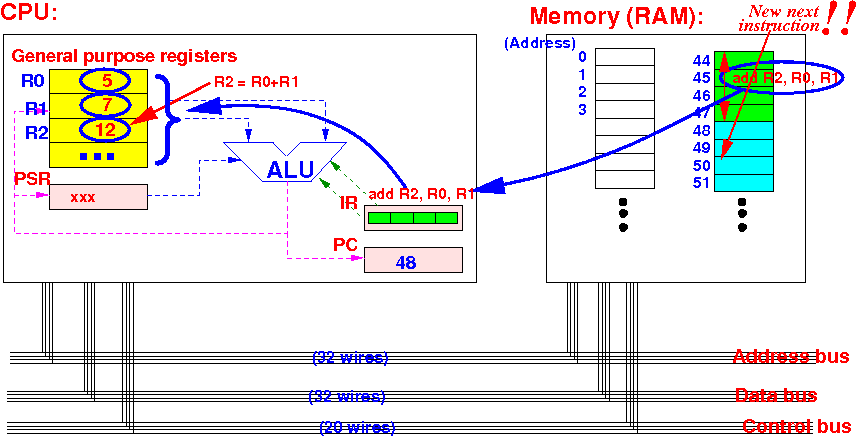 CPU:
Memory (RAM):
New next
instruction
!!
(Address)
General purpose registers
R0
5
R1
7
R2
12
R2 = R0+R1
0
1
2
3
44
45
46
47
48
49
50
51
add R2, R0, R1
ALU
PSR
xxx
add R2, R0, R1
IR
PC
48
(32 wires)
Address bus
(32 wires)
Data bus
(20 wires)
Control bus